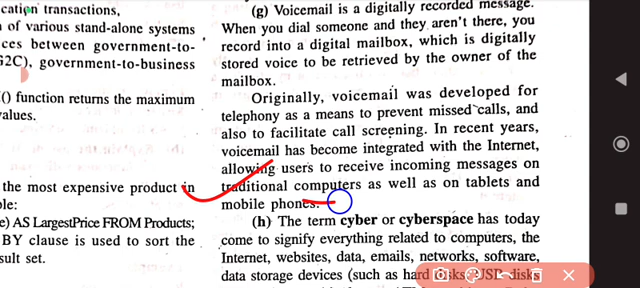 cation transactions,
of various stand-alone systems
ces between government-to-
G2C), government-to-business
() function returns the maximum
values.
the most expensive product in
ple:
e) AS LargestPrice FROM Products;
BY clause is used to sort the
sult set.
(g) Voicemail is a digitally recorded message.
When you dial someone and they aren't there, you
record into a digital mailbox, which is digitally
stored voice to be retrieved by the owner of the
mailbox.
Originally, voicemail was developed for
telephony as a means to prevent missed calls, and
also to facilitate call screening. In recent years,
voicemail has become integrated with the Internet,
allowing users to receive incoming messages on
traditional computers as well as on tablets and
mobile phones.
(h) The term cyber or cyberspace has today
come to signify everything related to computers, the
Internet, websites, data, emails, networks, software,
data storage devices (such as hard disks, USB disks